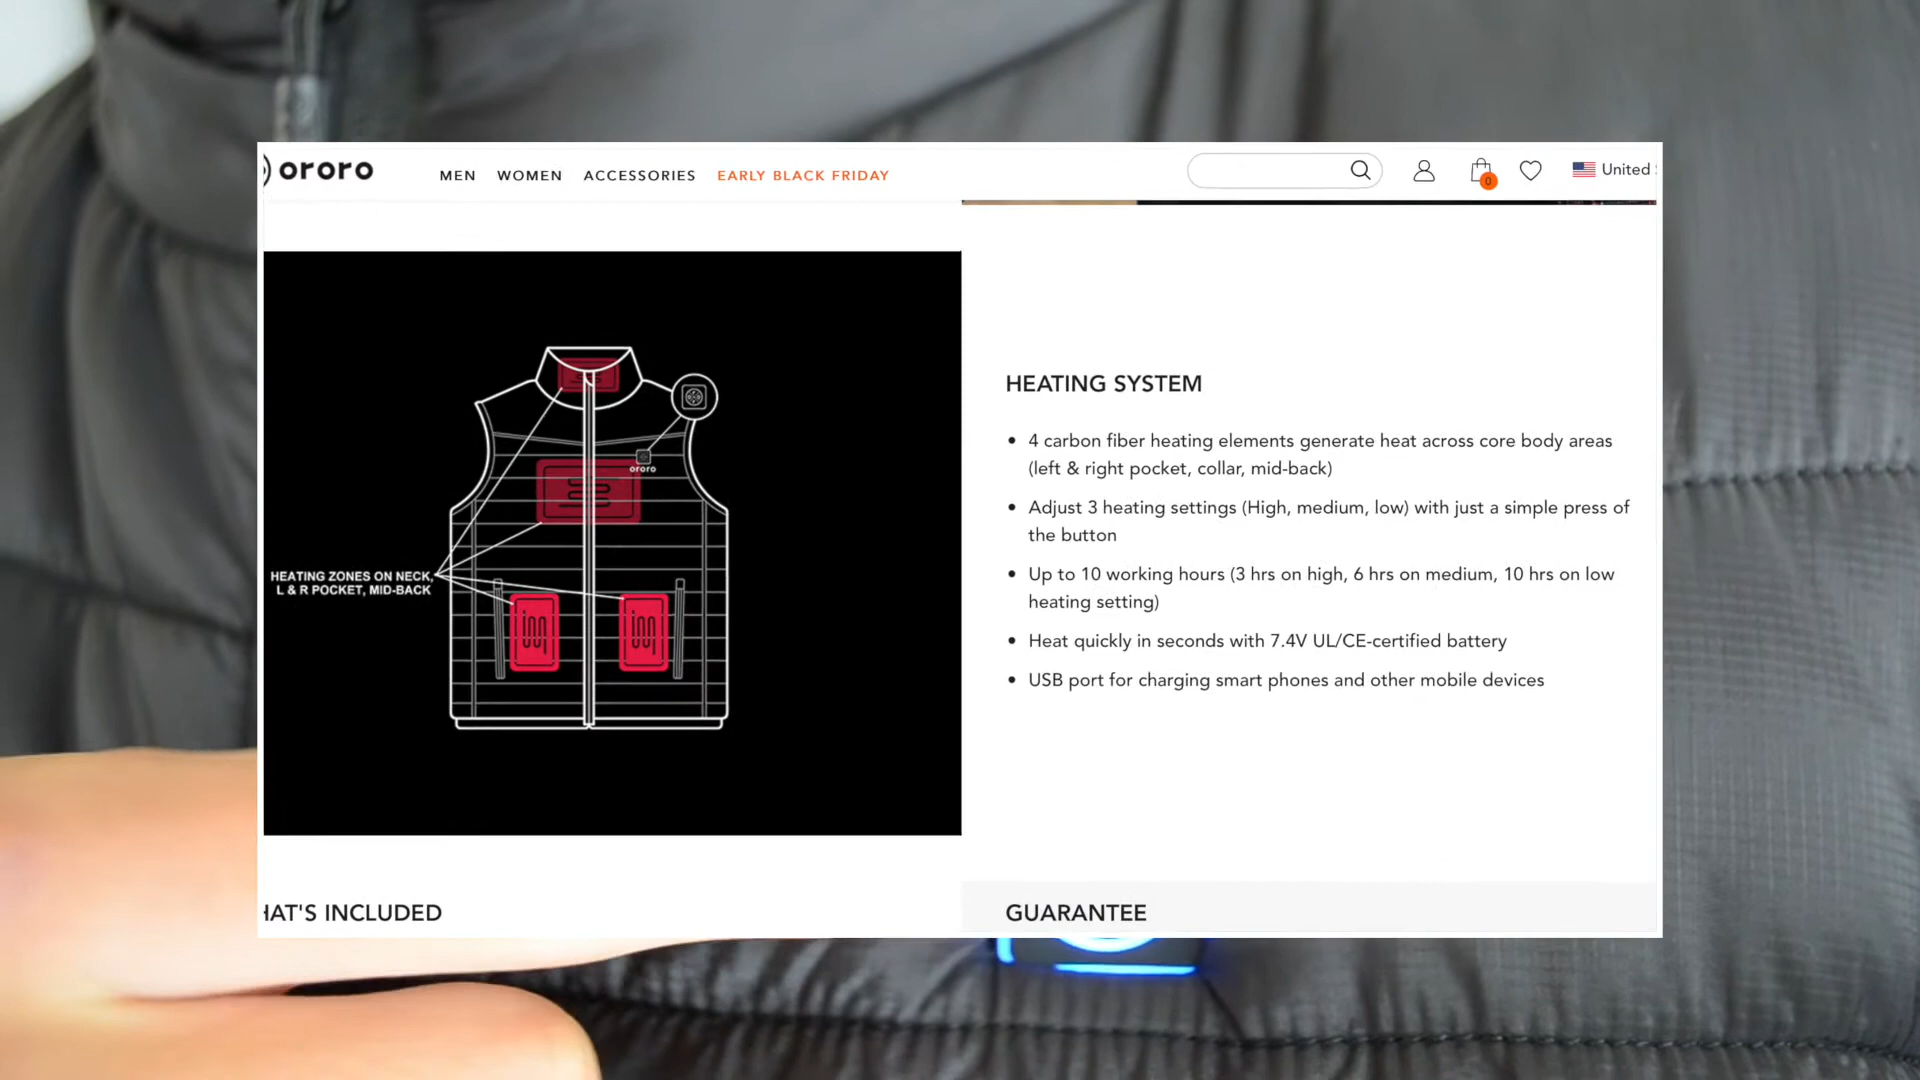 ororo
MEN WOMEN ACCESSORIES EARLY BLACK FRIDAY
0
United
ororo
HEATING ZONES ON NECK,
L & R POCKET, MID-BACK
HEATING SYSTEM
• 4 carbon fiber heating elements generate heat across core body areas
(left & right pocket, collar, mid-back)
• Adjust 3 heating settings (High, medium, low) with just a simple press of
the button
• Up to 10 working hours (3 hrs on high, 6 hrs on medium, 10 hrs on low
heating setting)
• Heat quickly in seconds with 7.4V UL/CE-certified battery
• USB port for charging smart phones and other mobile devices
HAT'S INCLUDED
GUARANTEE